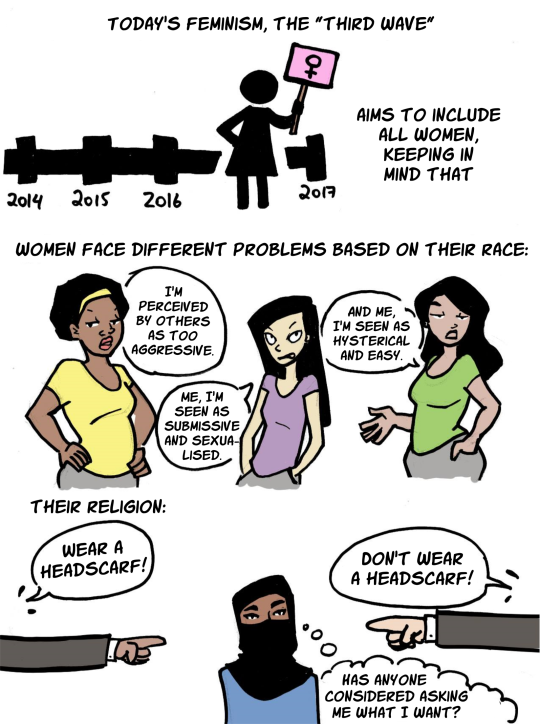 TODAY'S FEMINISM, THE "THIRD WAVE"
AIMS TO INCLUDE
ALL WOMEN,
KEEPING IN
MIND THAT
2014 2015 2016 2017
WOMEN FACE DIFFERENT PROBLEMS BASED ON THEIR RACE:
I'M
PERCEIVED
BY OTHERS
AS TOO
AGGRESSIVE.
ME, I'M
SEEN AS
SUBMISSIVE
AND SEXUA-
LISED.
AND ME,
I'M SEEN AS
HYSTERICAL
AND EASY.
THEIR RELIGION:
WEAR A
HEADSCARF!
DON'T WEAR
A HEADSCARF!
HAS ANYONE
CONSIDERED ASKING
ME WHAT I WANT?